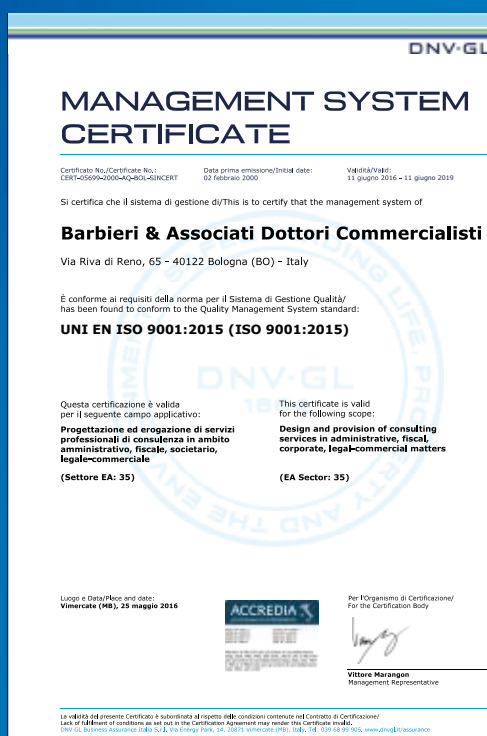 DNV·GL
MANAGEMENT SYSTEM
CERTIFICATE
Certificato No./Certificate No.:
CERT-05699-2000-AQ-BOL-SINCERT
Data prima emissione/Initial date:
02 febbraio 2000
Validità/Valid:
11 giugno 2016 – 11 giugno 2019
Si certifica che il sistema di gestione di/This is to certify that the management system of
Barbieri & Associati Dottori Commercialisti
Via Riva di Reno, 65 - 40122 Bologna (BO) - Italy
È conforme ai requisiti della norma per il Sistema di Gestione Qualità/
has been found to conform to the Quality Management System standard:
UNI EN ISO 9001:2015 (ISO 9001:2015)
DNV·GL
Questa certificazione è valida
per il seguente campo applicativo:
Progettazione ed erogazione di servizi
professionali di consulenza in ambito
amministrativo, fiscale, societario,
legale-commerciale
(Settore EA: 35)
This certificate is valid
for the following scope:
Design and provision of consulting
services in administrative, fiscal,
corporate, legal-commercial matters
(EA Sector: 35)
Luogo e Data/Place and date:
Vimercate (MB), 25 maggio 2016
ACCREDIA
Per l'Organismo di Certificazione/
For the Certification Body
Vittore Marangon
Management Representative
La validità del presente Certificato è subordinata al rispetto delle condizioni contenute nel Contratto di Certificazione/
Lack of fulfilment of conditions as set out in the Certification Agreement may render this Certificate invalid.
DNV GL Business Assurance Italia S.r.l. Via Energy Park, 14, 20871 Vimercate (MB), Italy. Tel: 039 68 99 905. www.dnvgl.it/assurance